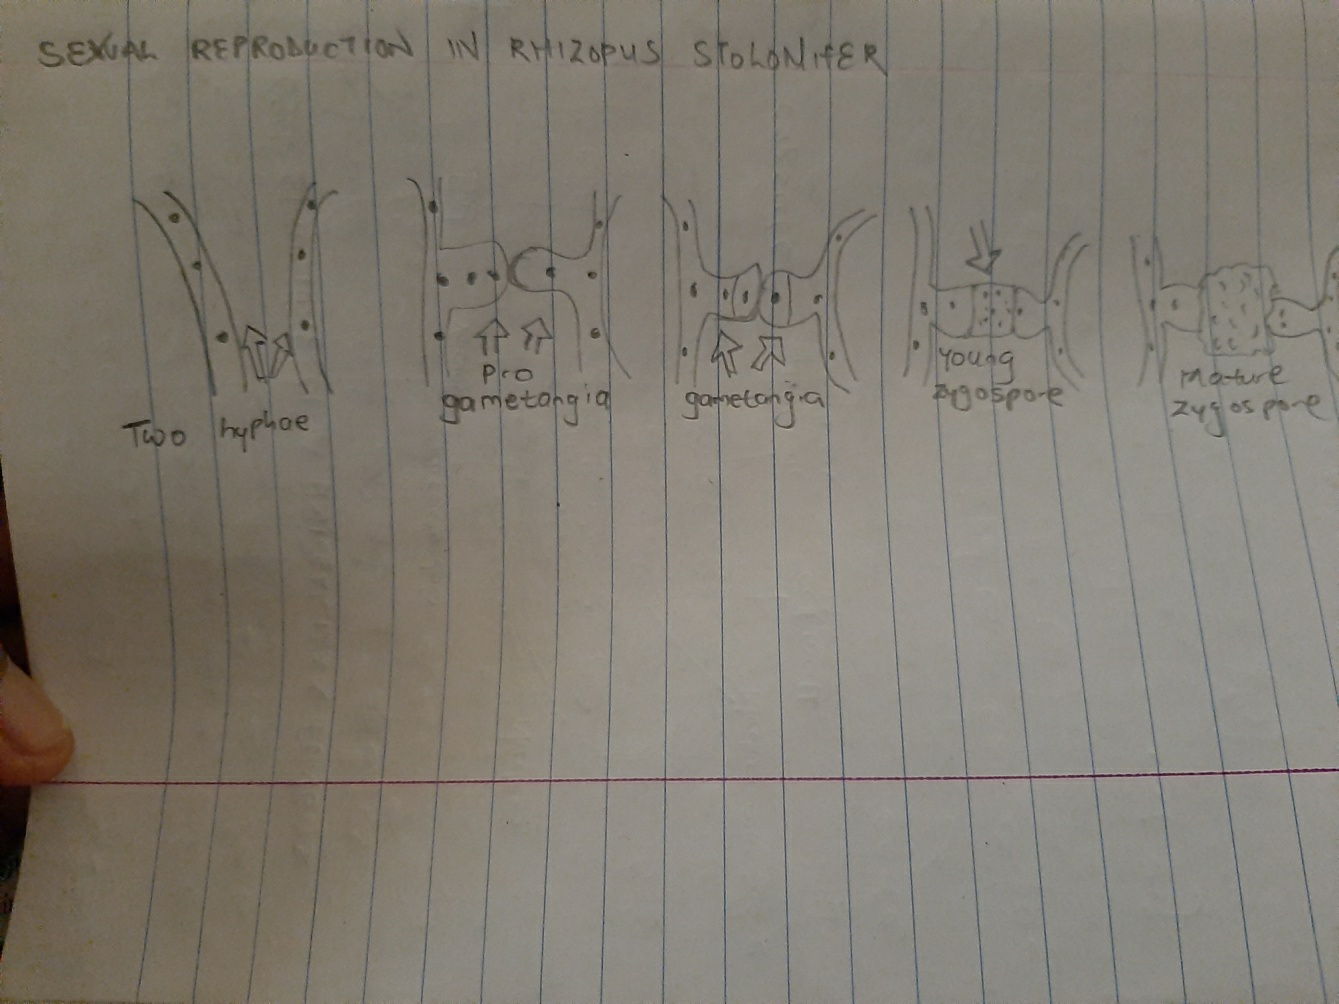 SEXUAL REPRODUCTION IN RHIZOPUS STOLONIFER
Two hyphae
Pro
gametangia
gametangia
young
zygospore
mature
zygospore